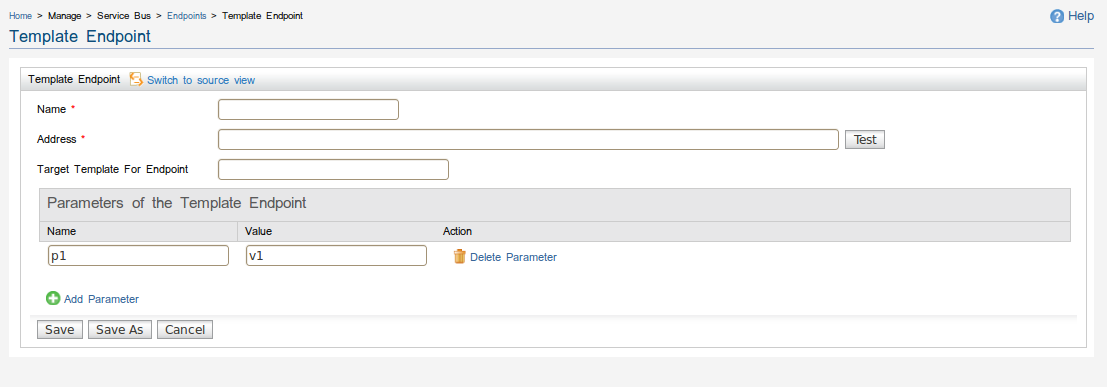 Home > Manage > Service Bus > Endpoints > Template Endpoint
Help
Template Endpoint
Template Endpoint Switch to source view
Name *
Address *
Test
Target Template For Endpoint
Parameters of the Template Endpoint
Name Value Action
p1 v1 Delete Parameter
Add Parameter
Save Save As Cancel